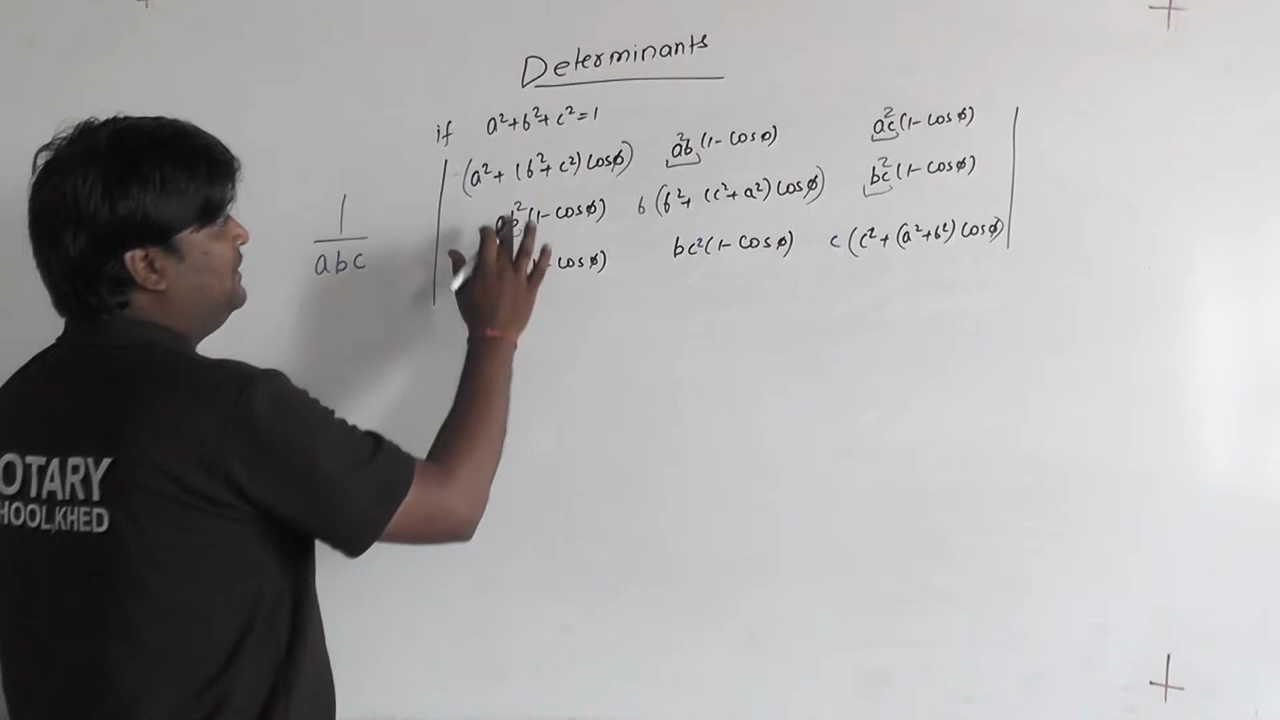 Determinants
if a²+b²+c²=1
(a²+(b²+c²) cosϕ) a²b (1-cosϕ) a²c (1-cosϕ)
(1-cosϕ) b (b²+(c²+a²) cosϕ) b²c (1-cosϕ)
cosϕ) bc² (1-cosϕ) c (c²+(a²+b²) cosϕ)
1
abc
OTARY
HOOL,KHED